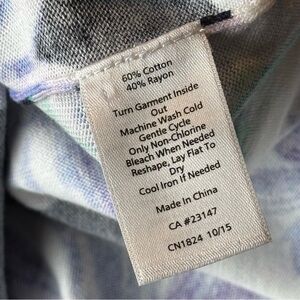 60% Cotton
40% Rayon
Turn Garment Inside
Out
Machine Wash Cold
Gentle Cycle
Only Non-Chlorine
Bleach When Needed
Reshape, Lay Flat To
Dry
Cool Iron If Needed
Made In China
CA #23147
CN1824 10/15